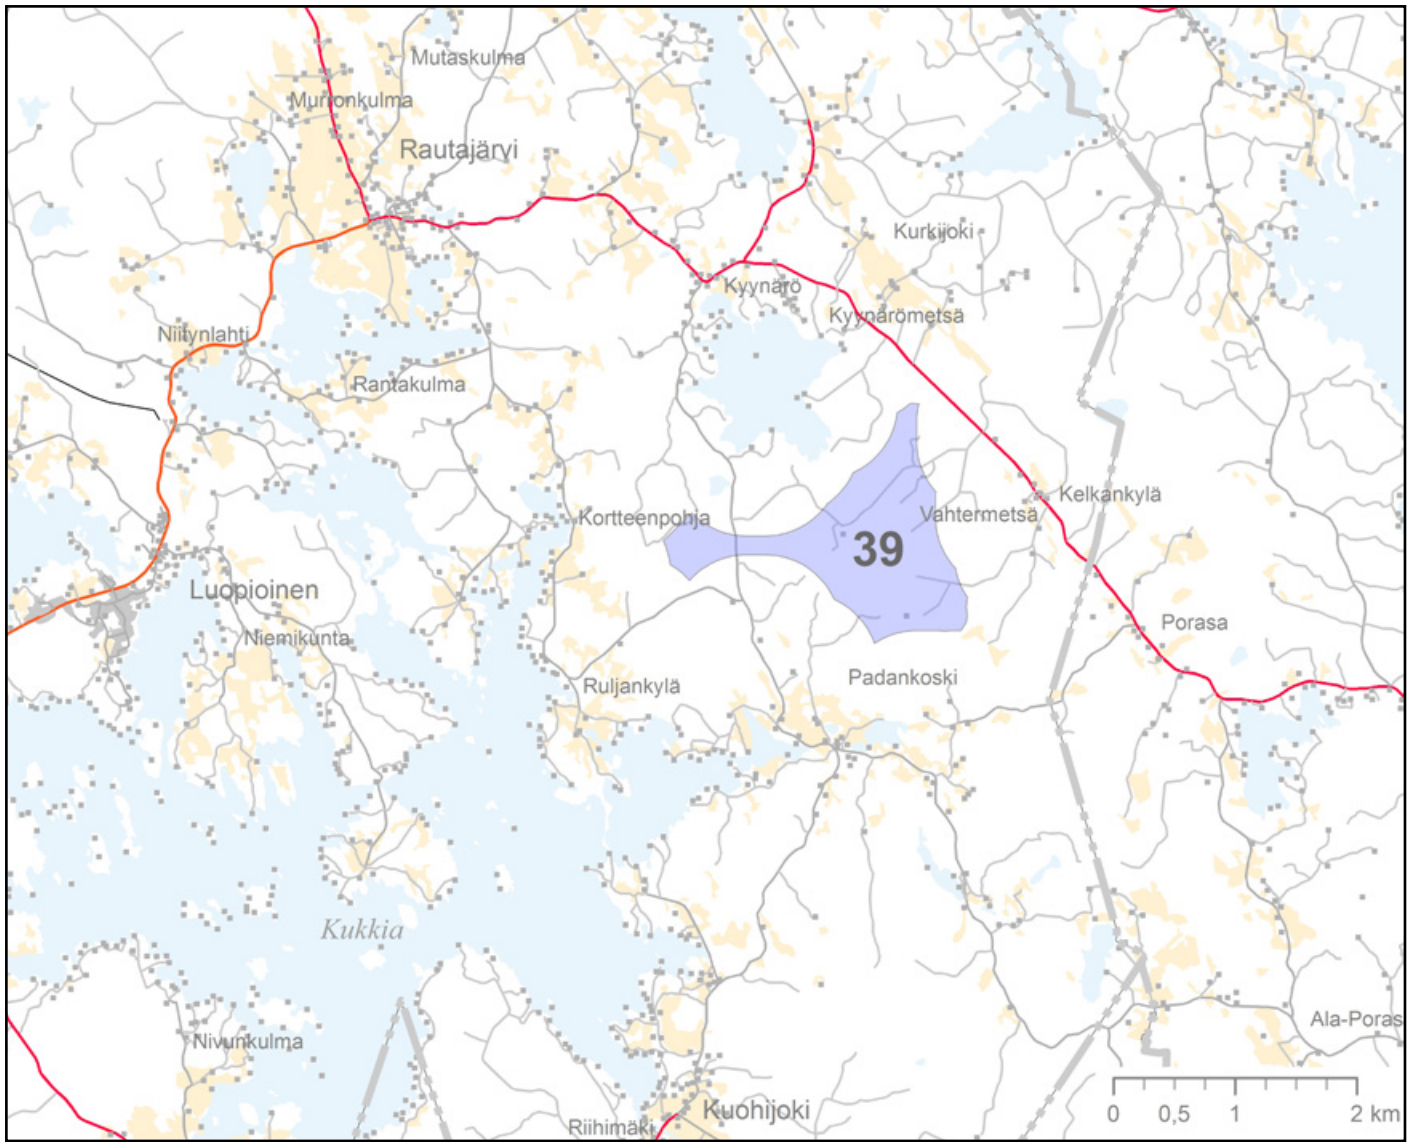 Mutaskulma
Murronkulma
Rautajärvi
Kurkijoki
Kyynärö
Kyynärömetsä
Niitynlahti
Rantakulma
Kelkankylä
Vahtermetsä
Kortteenpohja
39
Luopioinen
Niemikunta
Porasa
Padankoski
Ruljankylä
Kukkia
Ala-Poras
Nivunkulma
Kuohijoki
Riihimäki
0 0,5 1 2 km